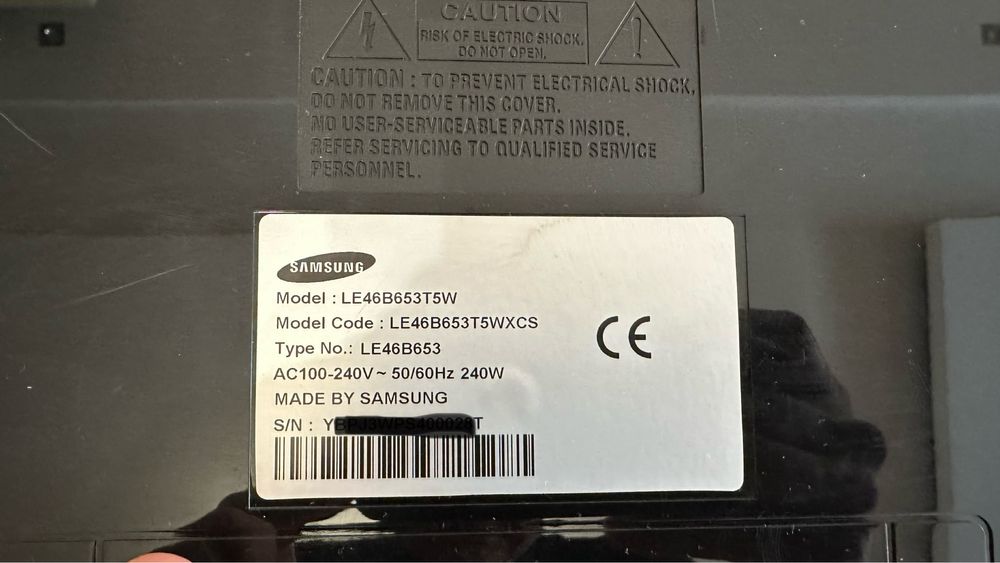 CAUTION
RISK OF ELECTRIC SHOCK.
DO NOT OPEN.
CAUTION : TO PREVENT ELECTRICAL SHOCK,
DO NOT REMOVE THIS COVER.
NO USER-SERVICEABLE PARTS INSIDE.
REFER SERVICING TO QUALIFIED SERVICE
PERSONNEL.
SAMSUNG
Model : LE46B653T5W
Model Code : LE46B653T5WXCS
Type No.: LE46B653
AC100-240V~ 50/60Hz 240W
MADE BY SAMSUNG
S/N :
CE